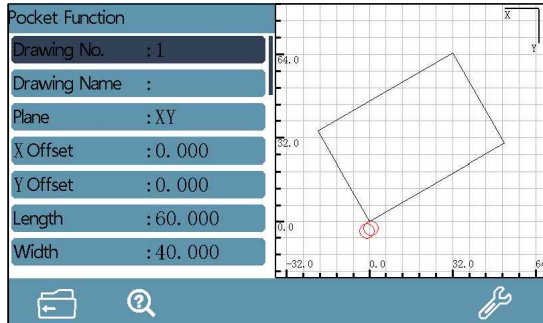 Pocket Function
Drawing No. :1
Drawing Name :
Plane :XY
X Offset :0.000
Y Offset :0.000
Length :60.000
Width :40.000
X
Y
64.0
32.0
0.0
-32.0 0.0 32.0 64